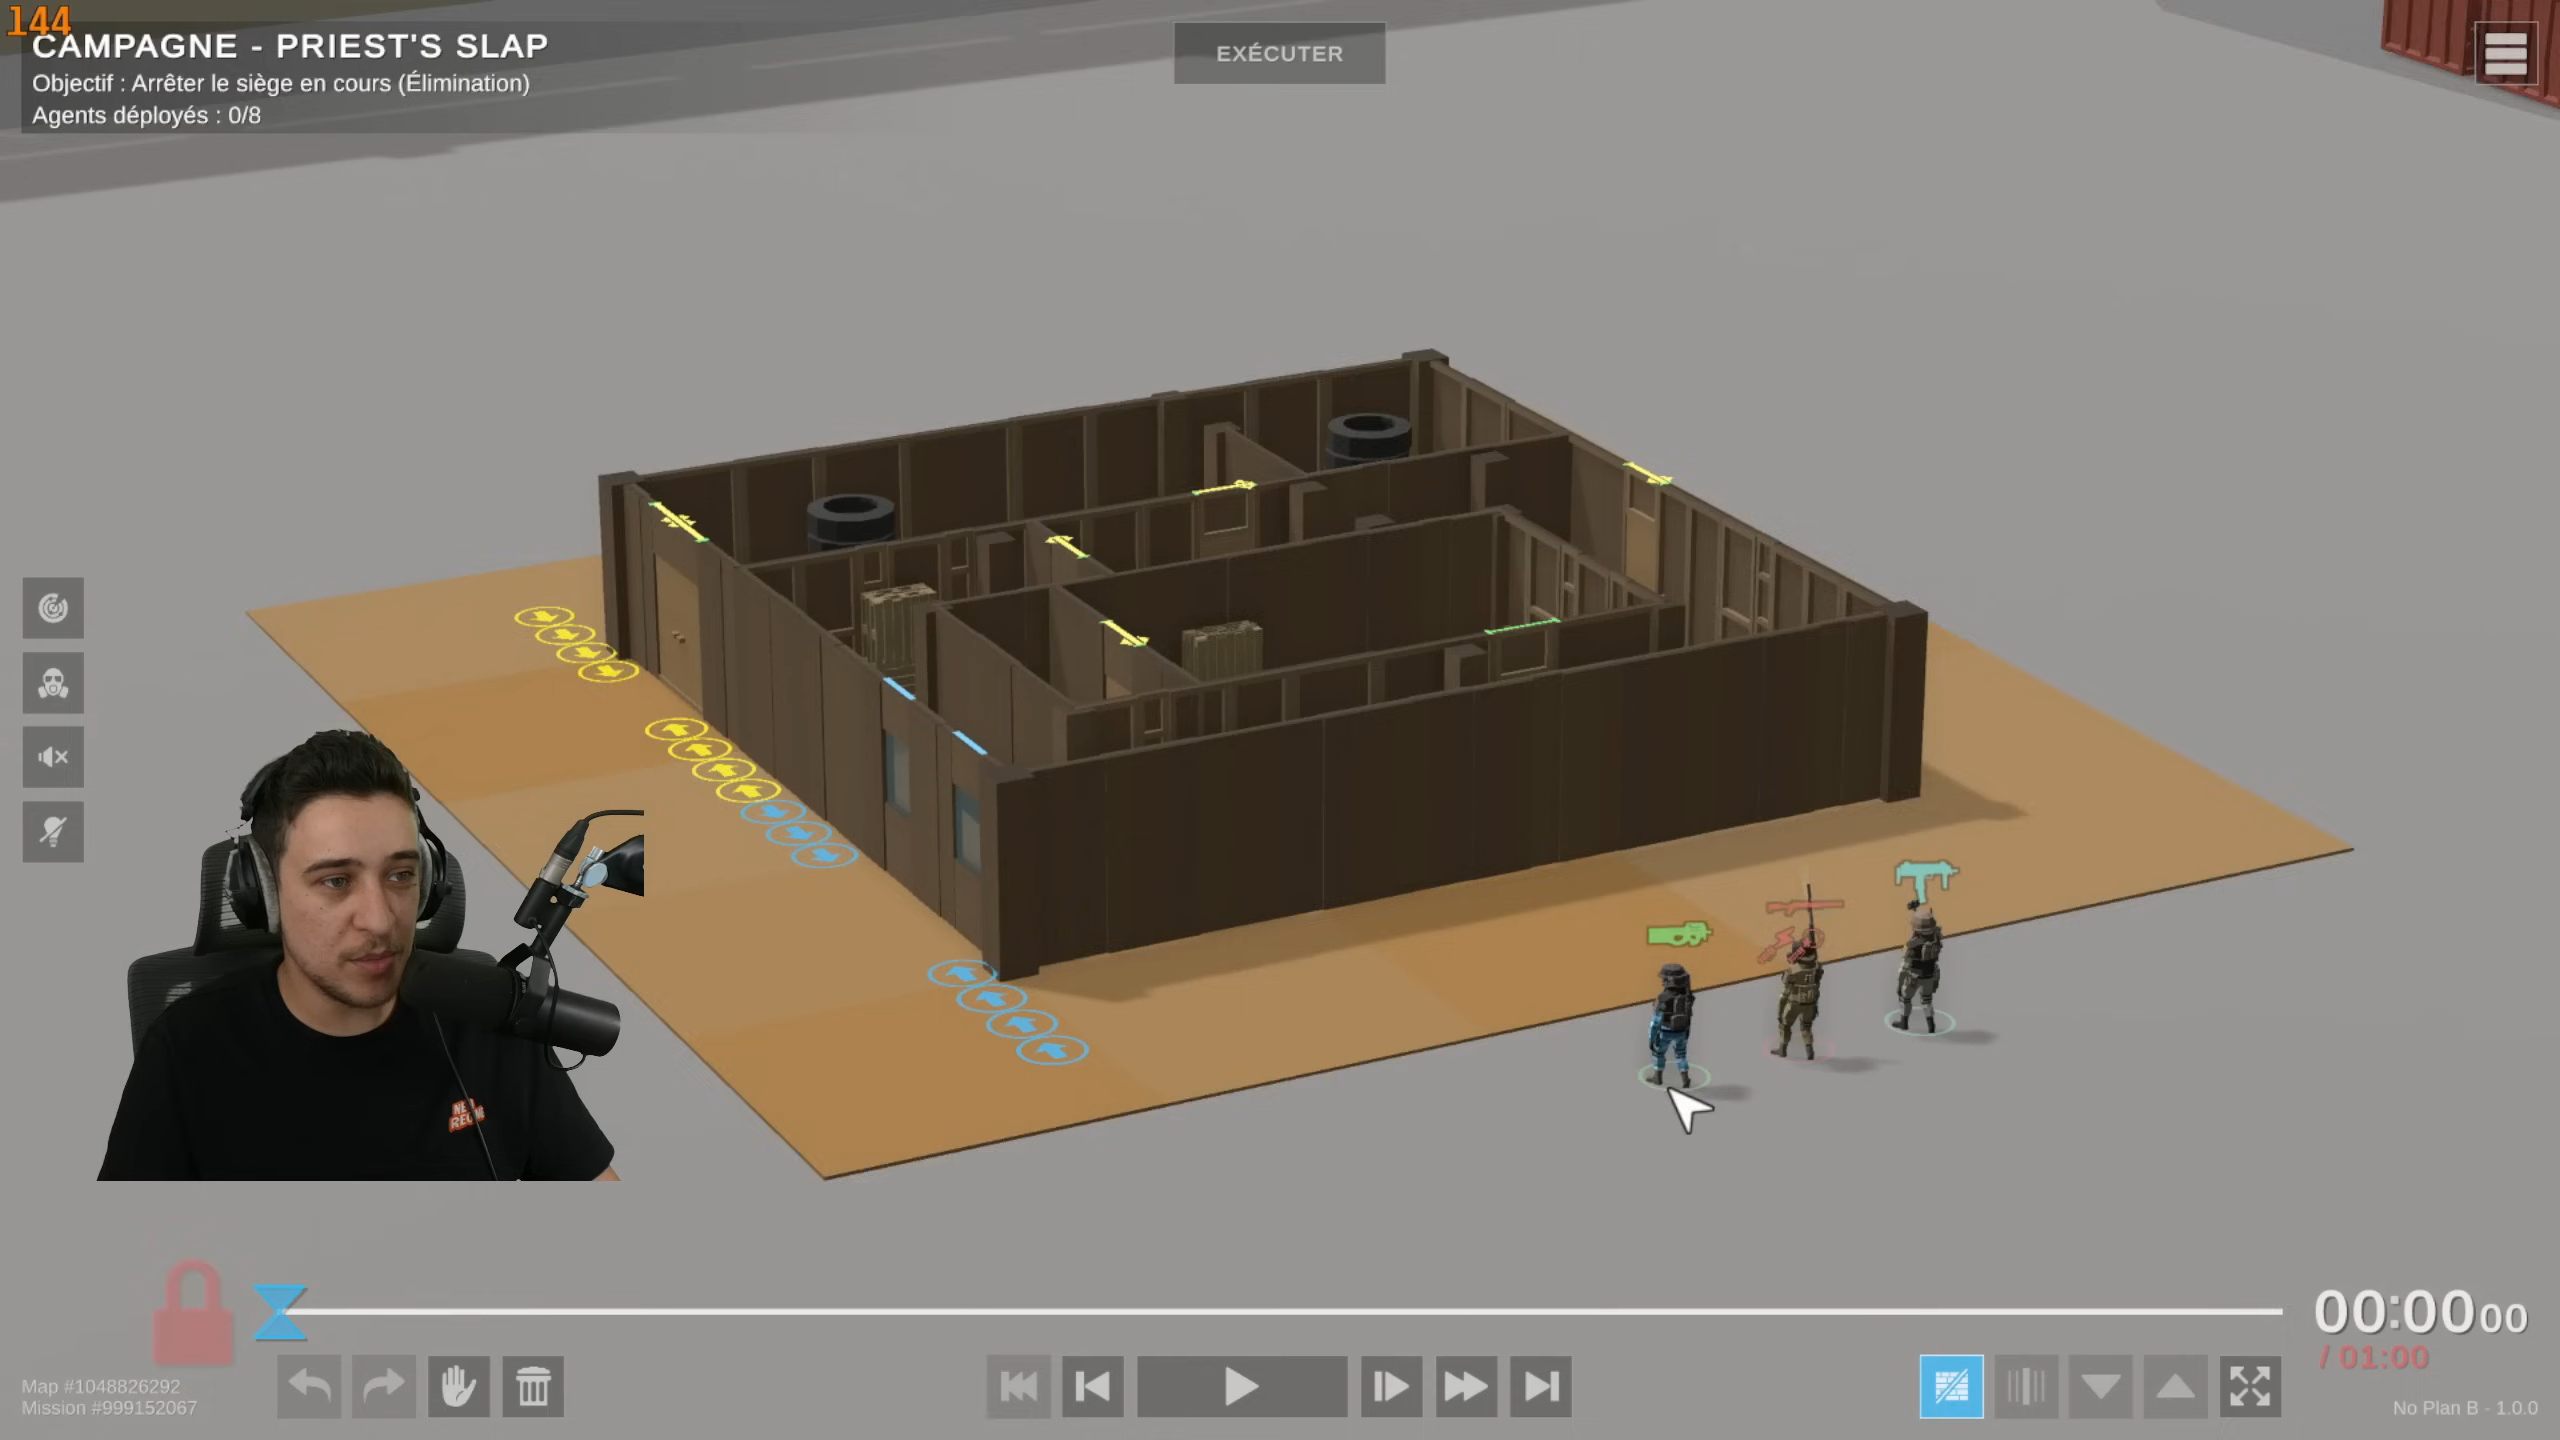 144
CAMPAGNE - PRIEST'S SLAP
Objectif : Arrêter le siège en cours (Élimination)
Agents déployés : 0/8
EXÉCUTER
00:0000
/ 01:00
Map #1048826292
Mission #999152067
No Plan B - 1.0.0